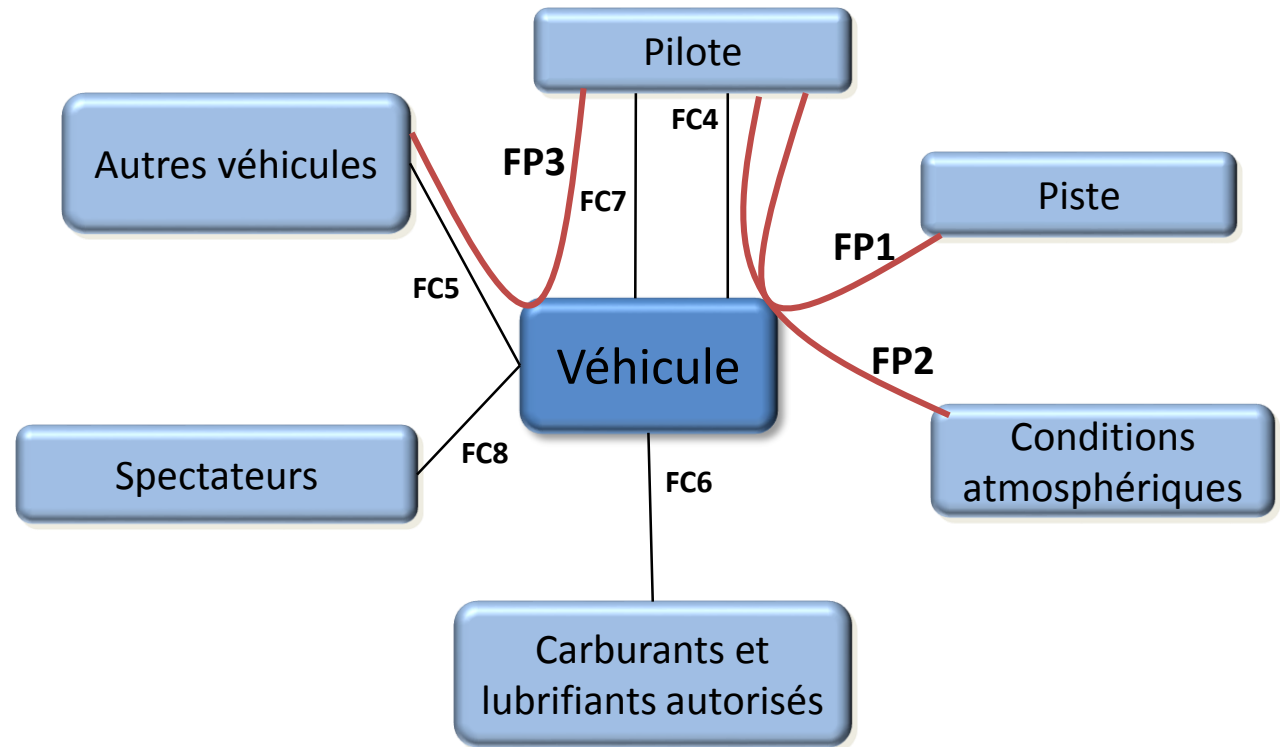 Pilote
FC4
Autres véhicules
FP3
FC7
Piste
FP1
FC5
Véhicule
FP2
Spectateurs
FC8
FC6
Conditions
atmosphériques
Carburants et
lubrifiants autorisés